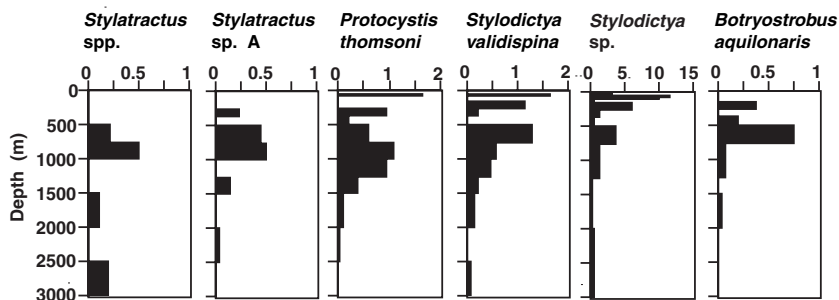 Stylatractus Stylatractus Protocystis Stylodictya Stylodictya Botryostrobus
spp. sp. A thomsoni validispina sp. aquilonaris
0 0.5 1 0 0.5 1 0 1 2 0 1 2 0 5 10 15 0 0.5 1
0
500
1000
1500
2000
2500
3000
Depth (m)